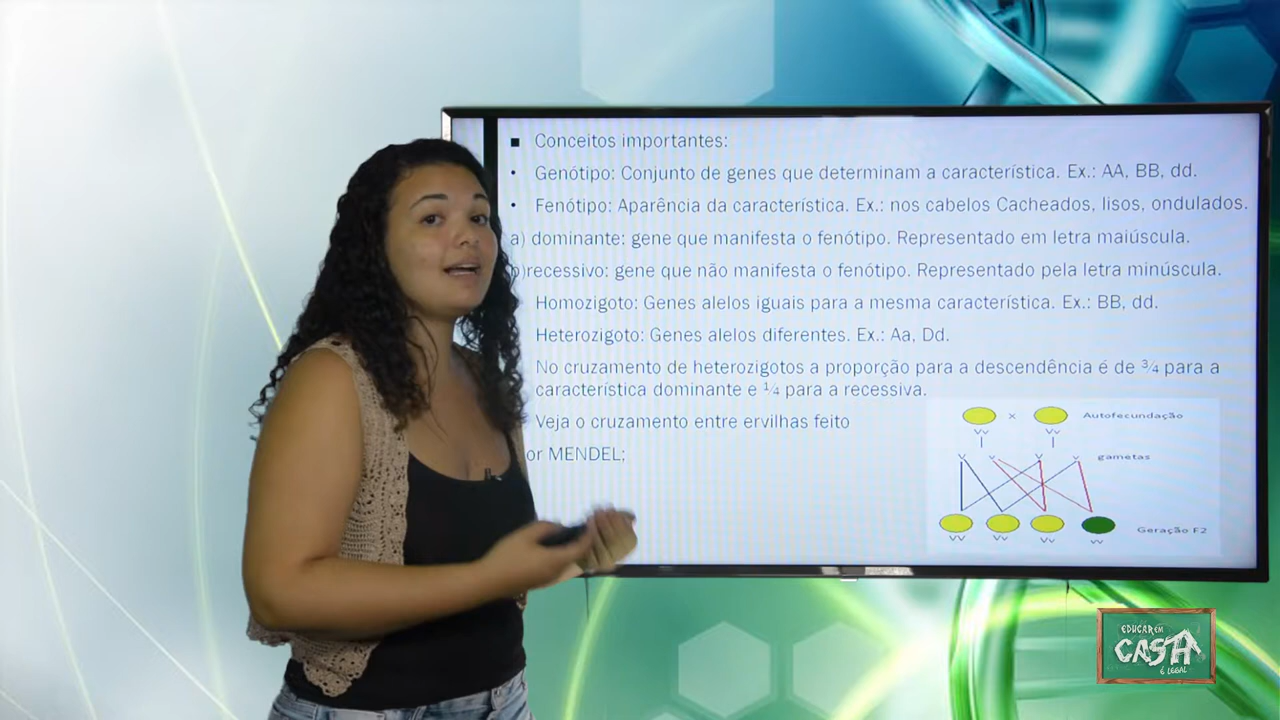 Conceitos importantes:
Genótipo: Conjunto de genes que determinam a característica. Ex.: AA, BB, dd.
Fenótipo: Aparência da característica. Ex.: nos cabelos Cacheados, lisos, ondulados.
a) dominante: gene que manifesta o fenótipo. Representado em letra maiúscula.
)recessivo: gene que não manifesta o fenótipo. Representado pela letra minúscula.
Homozigoto: Genes alelos iguais para a mesma característica. Ex.: BB, dd.
Heterozigoto: Genes alelos diferentes. Ex.: Aa, Dd.
No cruzamento de heterozigotos a proporção para a descendência é de ¾ para a
característica dominante e ¼ para a recessiva.
Veja o cruzamento entre ervilhas feito
or MENDEL;
x Autofecundação
Vv Vv
gametas
Geração F2
EDUCAR EM
CASA
É LEGAL